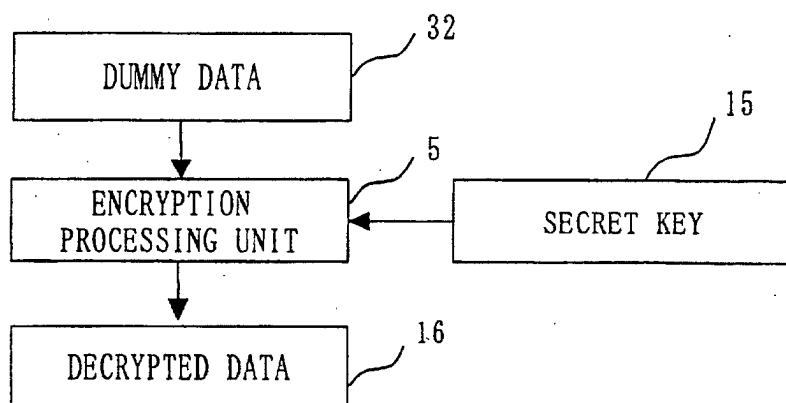 32
DUMMY DATA
15
5
ENCRYPTION
PROCESSING UNIT
SECRET KEY
16
DECRYPTED DATA